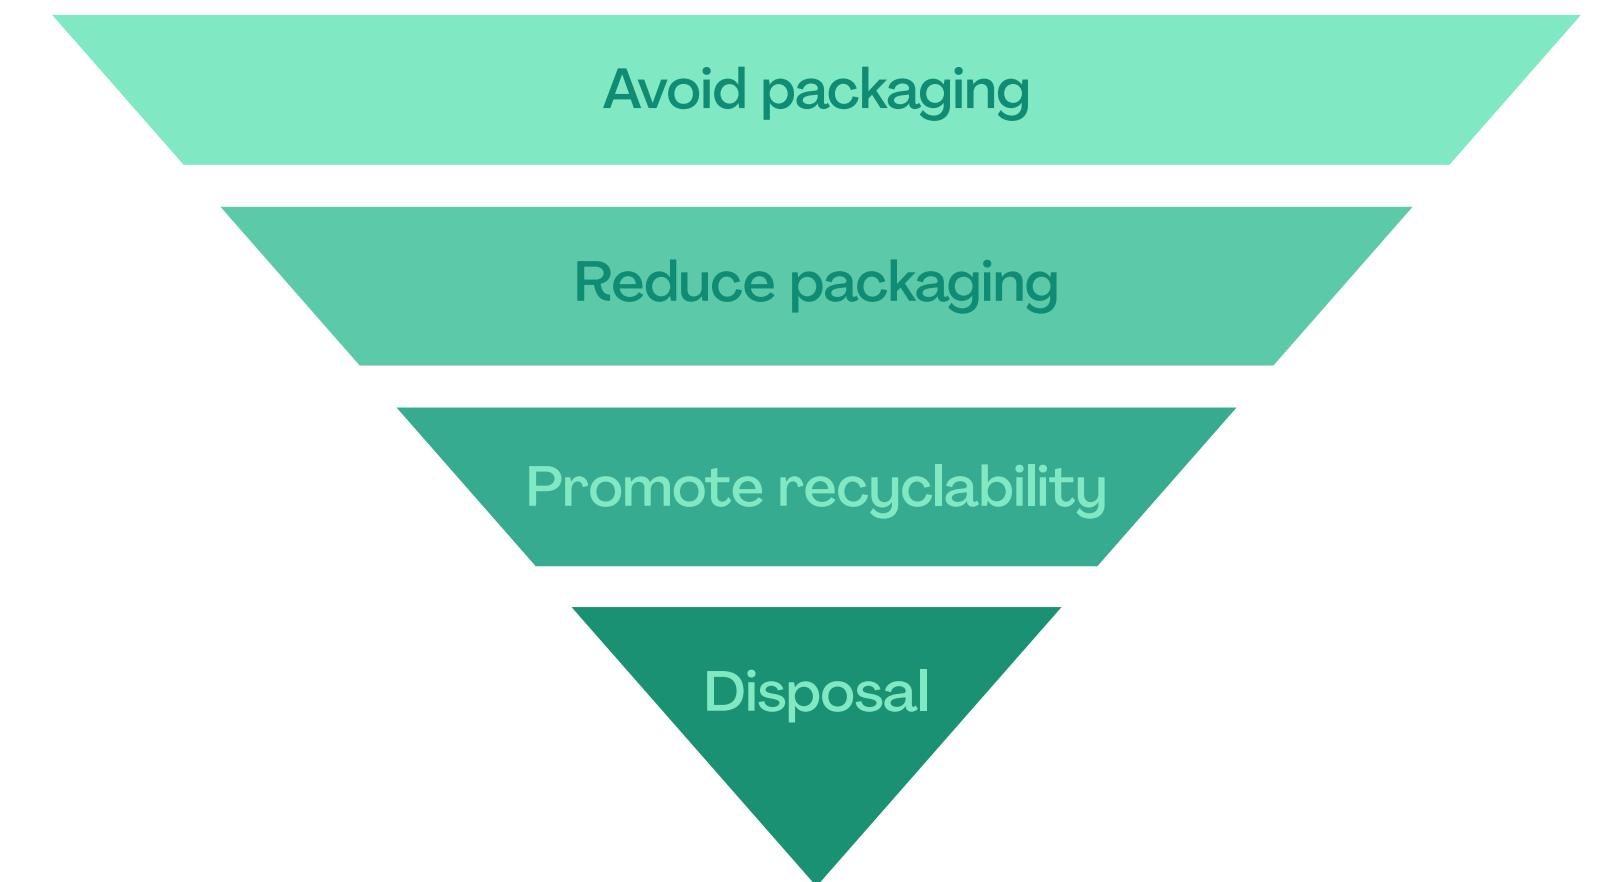 Avoid packaging
Reduce packaging
Promote recyclability
Disposal